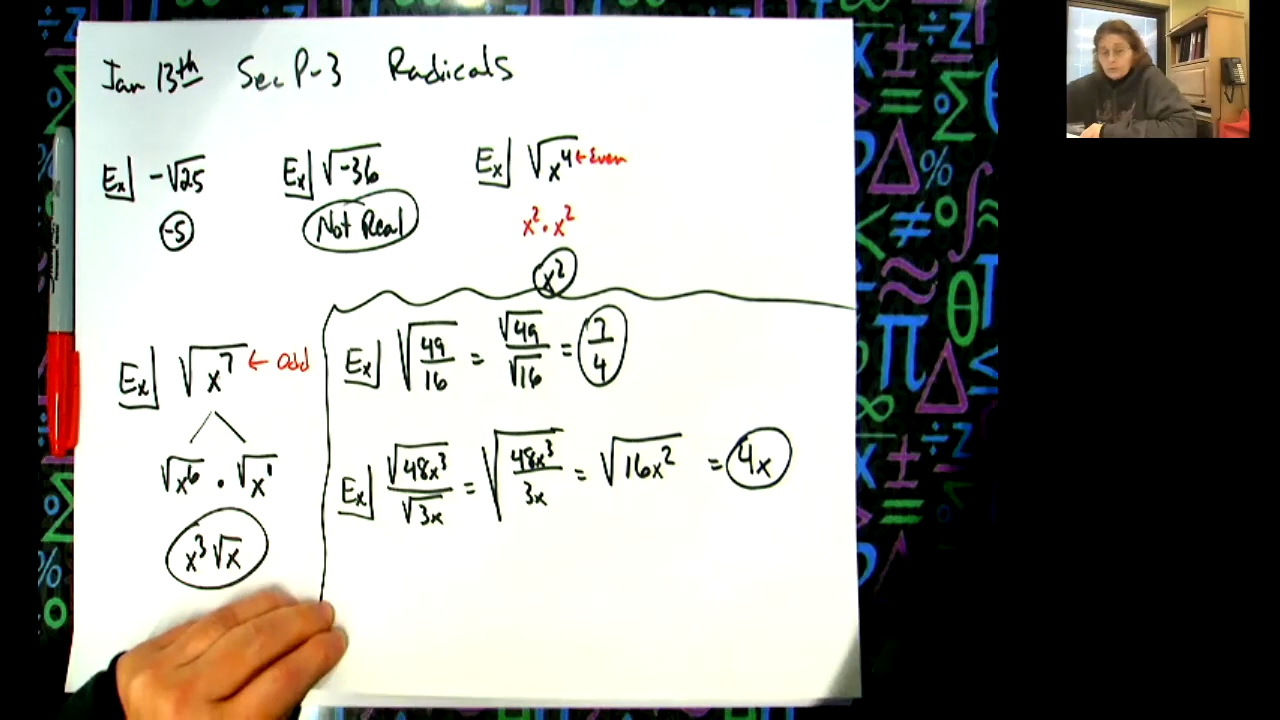 Jan 13th Sec P-3 Radicals
Ex| -√25
-5
Ex| √-36
Not Real
Ex| √x⁴ ← Even
x² · x²
x²
Ex| √x⁷ ← odd
√x⁶ · √x¹
x³√x
Ex| √(49/16) = √49/√16 = 7/4
Ex| √48x³/√3x = √(48x³/3x) = √16x² = 4x